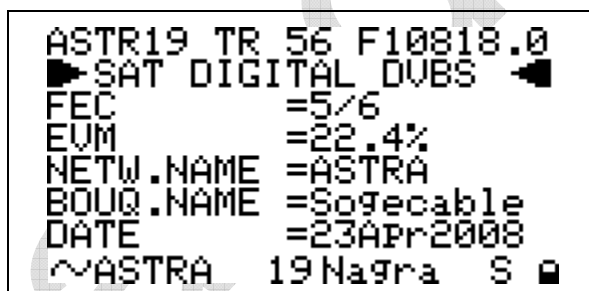 ASTR19 TR 56 F10818.0
SAT DIGITAL DVBS
FEC =5/6
EVM =22.4%
NETW.NAME =ASTRA
BOUQ.NAME =Sogecable
DATE =23Apr2008
~ASTRA 19 Nagra S